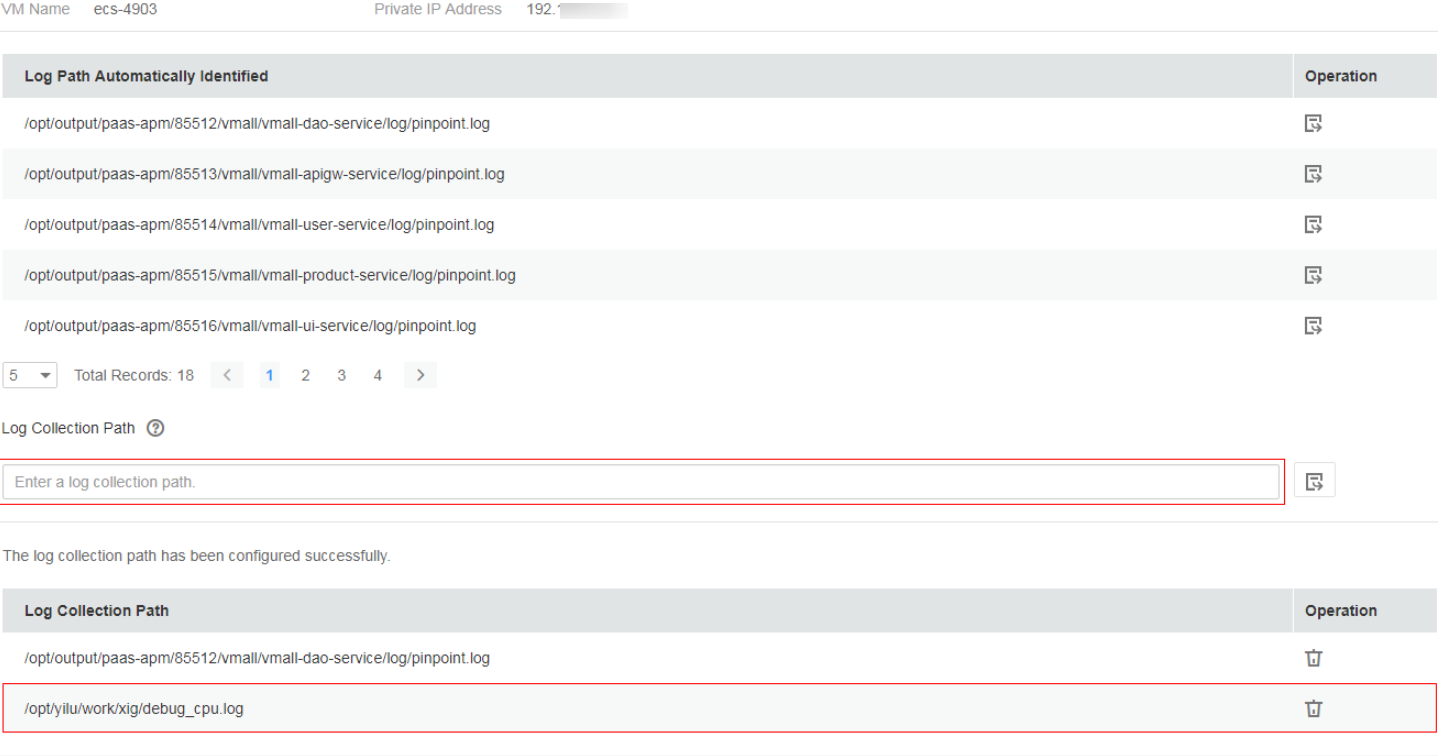 VM Name ecs-4903 Private IP Address 192.
Log Path Automatically Identified Operation
/opt/output/paas-apm/85512/vmall/vmall-dao-service/log/pinpoint.log
/opt/output/paas-apm/85513/vmall/vmall-apigw-service/log/pinpoint.log
/opt/output/paas-apm/85514/vmall/vmall-user-service/log/pinpoint.log
/opt/output/paas-apm/85515/vmall/vmall-product-service/log/pinpoint.log
/opt/output/paas-apm/85516/vmall/vmall-ui-service/log/pinpoint.log
5 Total Records: 18 < 1 2 3 4 >
Log Collection Path ?
Enter a log collection path.
The log collection path has been configured successfully.
Log Collection Path Operation
/opt/output/paas-apm/85512/vmall/vmall-dao-service/log/pinpoint.log
/opt/yilu/work/xig/debug_cpu.log